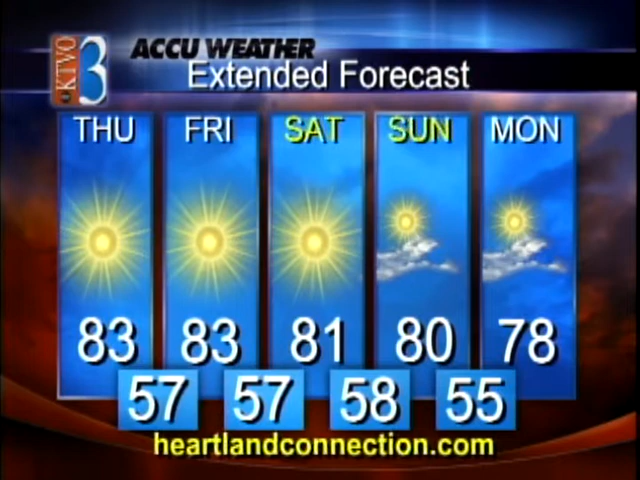 KTVO
3
ACCU WEATHER
Extended Forecast
THU FRI SAT SUN MON
83 83 81 80 78
57 57 58 55
heartlandconnection.com